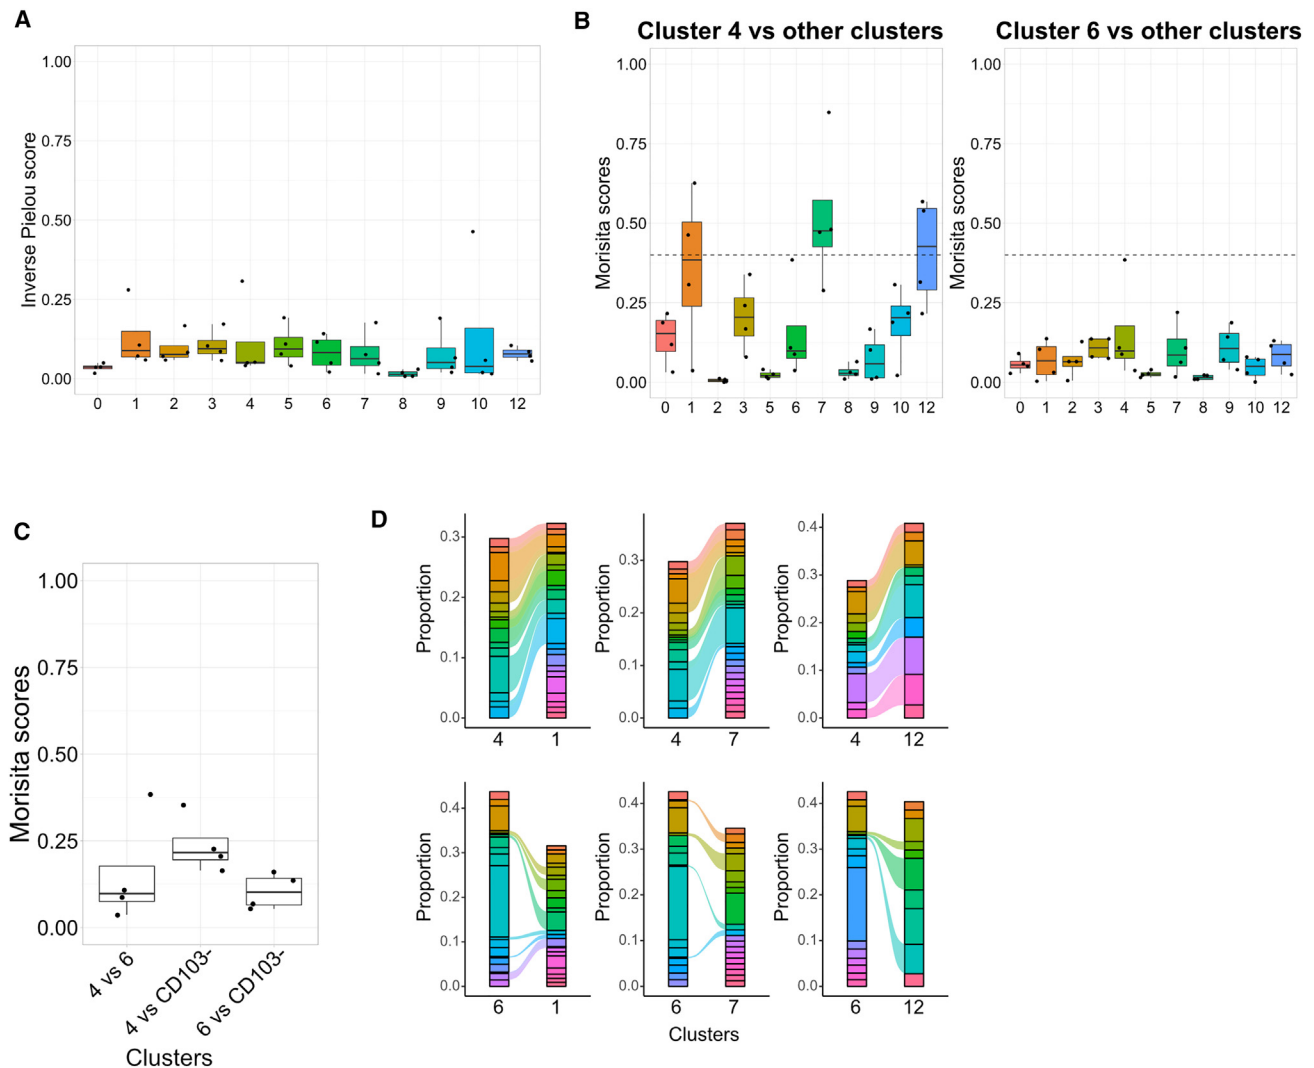 A
Inverse Pielou score
1.00
0.75
0.50
0.25
0.00
0 1 2 3 4 5 6 7 8 9 10 12
B
Cluster 4 vs other clusters
Morisita scores
1.00
0.75
0.50
0.25
0.00
0 1 2 3 5 6 7 8 9 10 12
Cluster 6 vs other clusters
Morisita scores
1.00
0.75
0.50
0.25
0.00
0 1 2 3 4 5 7 8 9 10 12
C
Morisita scores
1.00
0.75
0.50
0.25
0.00
4 vs 6
4 vs CD103-
6 vs CD103-
Clusters
D
Proportion
0.3
0.2
0.1
0.0
4 1
Proportion
0.3
0.2
0.1
0.0
4 7
Proportion
0.4
0.3
0.2
0.1
0.0
4 12
Proportion
0.4
0.3
0.2
0.1
0.0
6 1
Proportion
0.4
0.3
0.2
0.1
0.0
6 7
Proportion
0.4
0.3
0.2
0.1
0.0
6 12
Clusters